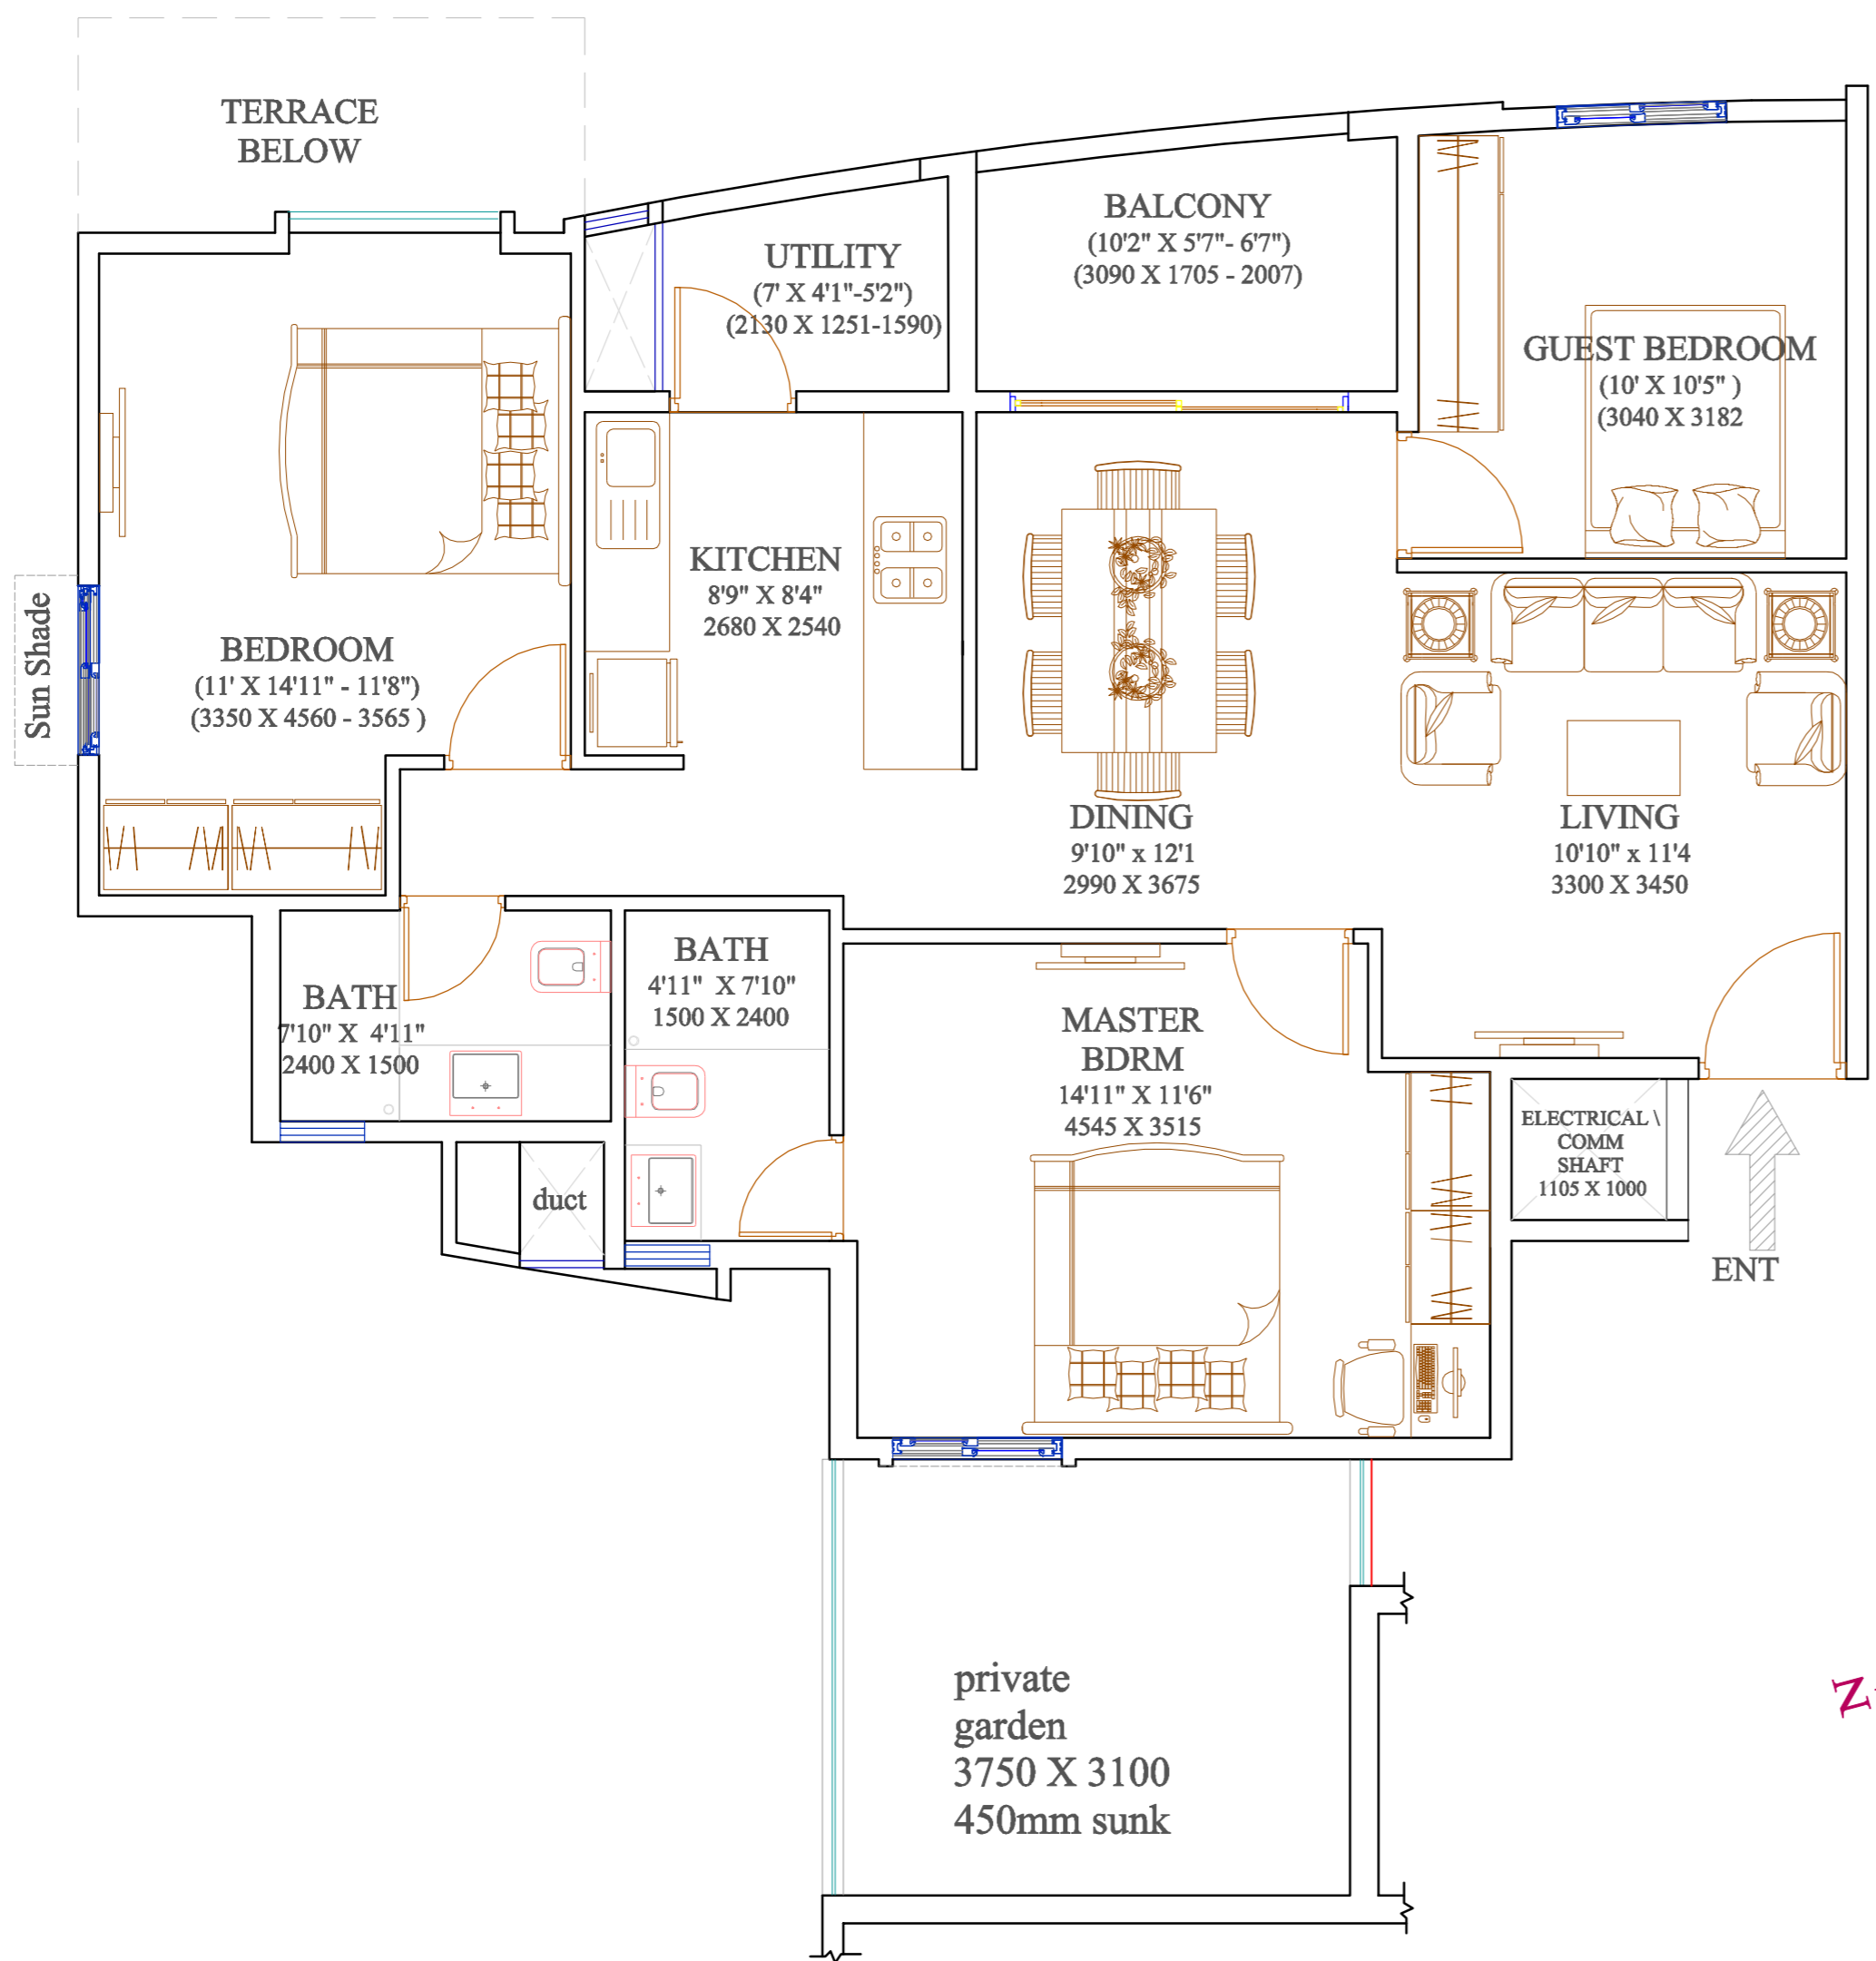 TERRACE
BELOW
BALCONY
(10'2" X 5'7"- 6'7")
(3090 X 1705 - 2007)
UTILITY
(7' X 4'1"-5'2")
(2130 X 1251-1590)
GUEST BEDROOM
(10' X 10'5" )
(3040 X 3182
KITCHEN
8'9" X 8'4"
2680 X 2540
Sun Shade
BEDROOM
(11' X 14'11" - 11'8")
(3350 X 4560 - 3565 )
DINING
9'10" x 12'1
2990 X 3675
LIVING
10'10" x 11'4
3300 X 3450
BATH
4'11" X 7'10"
1500 X 2400
BATH
7'10" X 4'11"
2400 X 1500
MASTER
BDRM
14'11" X 11'6"
4545 X 3515
ELECTRICAL \
COMM
SHAFT
1105 X 1000
duct
ENT
private
garden
3750 X 3100
450mm sunk
Z